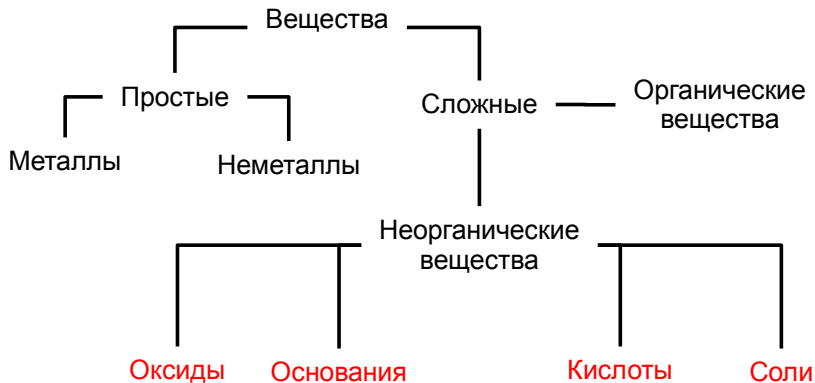 Вещества
Простые
Сложные
Органические
вещества
Металлы
Неметаллы
Неорганические
вещества
Оксиды
Основания
Кислоты
Соли